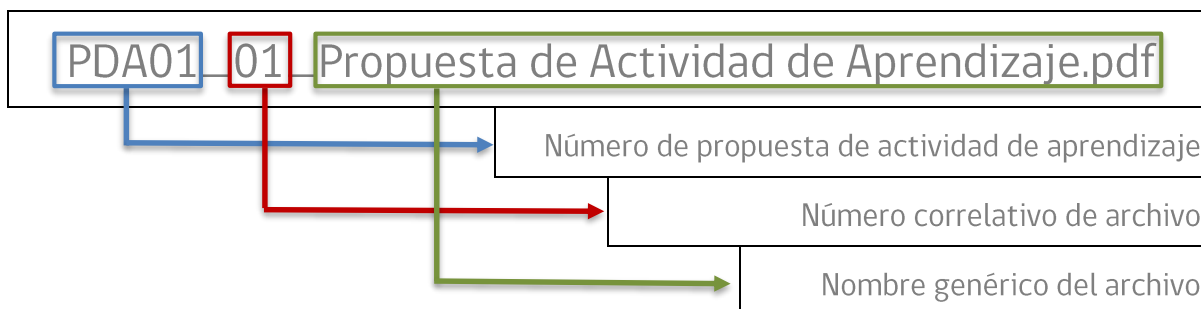 PDA01_01_Propuesta de Actividad de Aprendizaje.pdf
Número de propuesta de actividad de aprendizaje
Número correlativo de archivo
Nombre genérico del archivo